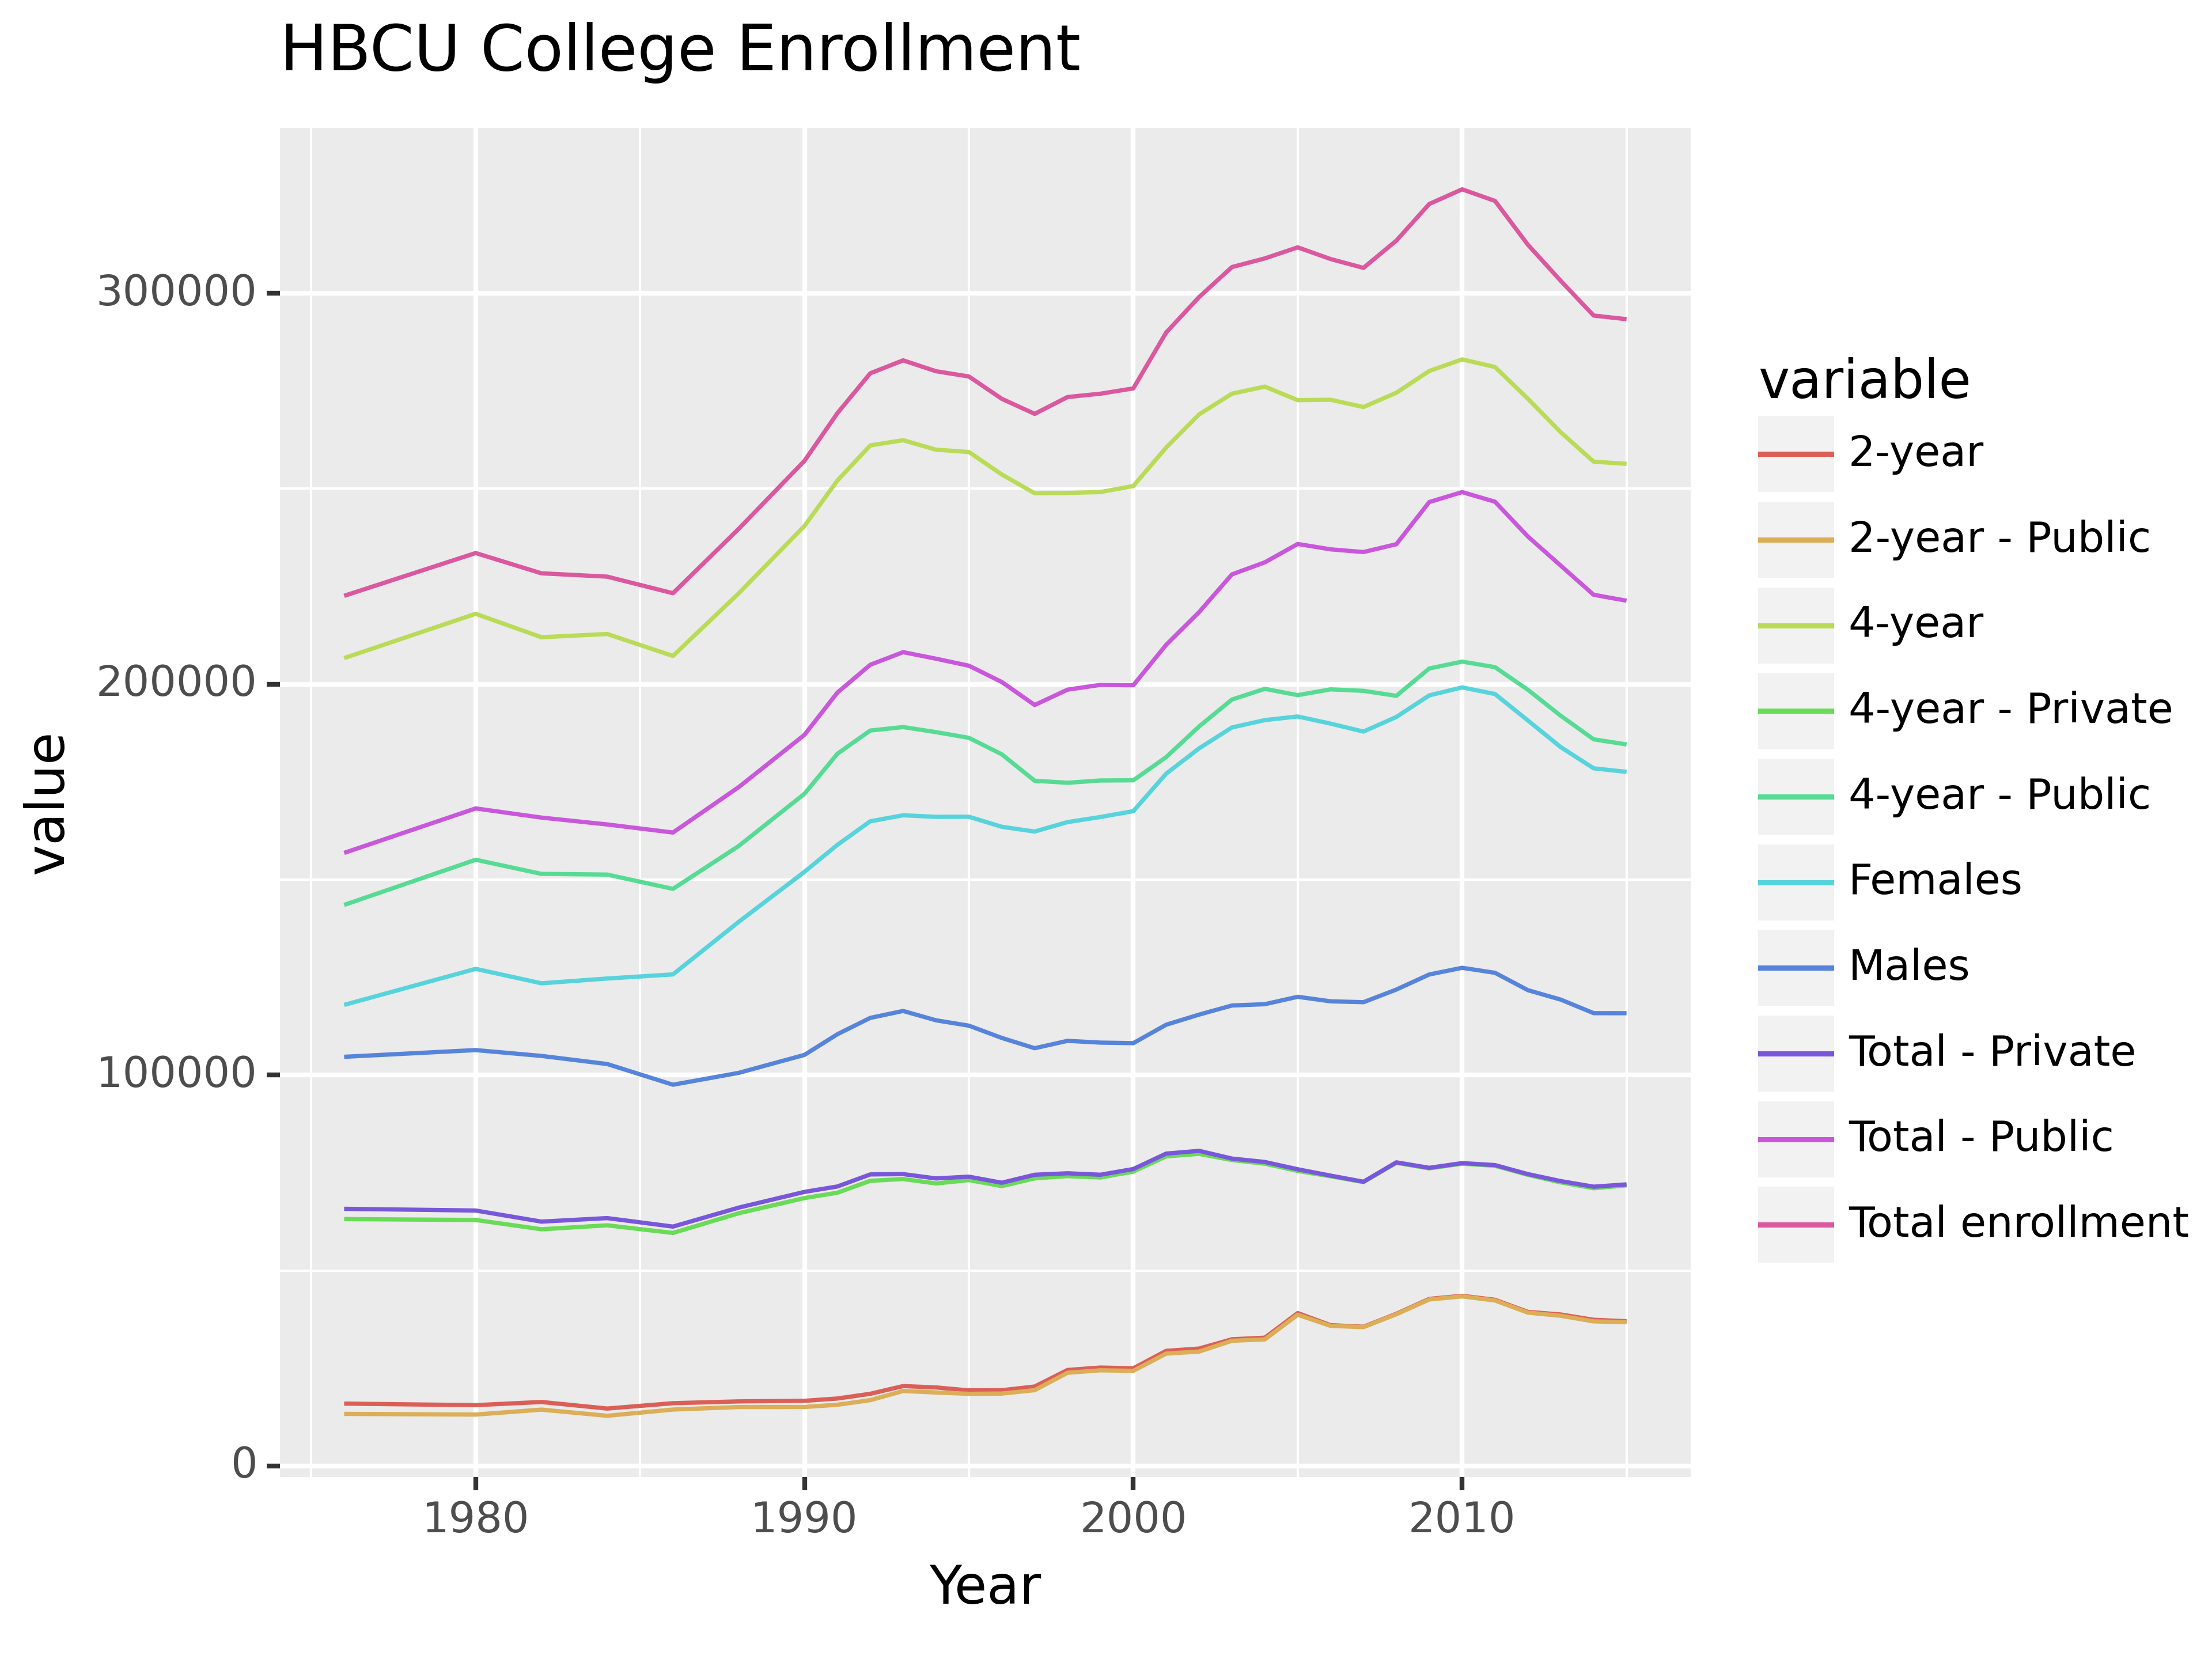 HBCU College Enrollment
value
300000
200000
100000
0
1980 1990 2000 2010
Year
variable
2-year
2-year - Public
4-year
4-year - Private
4-year - Public
Females
Males
Total - Private
Total - Public
Total enrollment